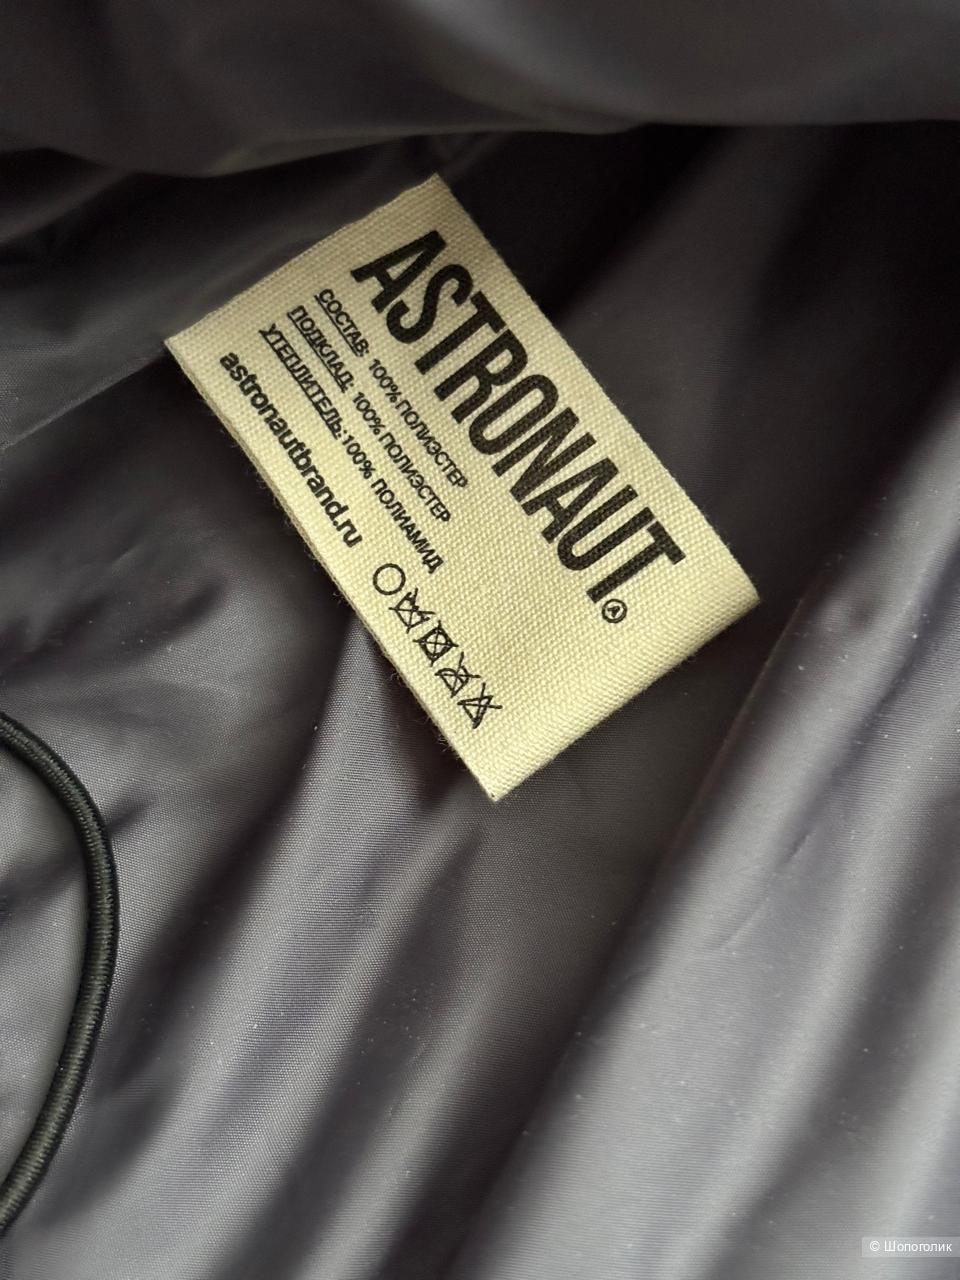 ASTRONAUT
СОСТАВ: 100% ПОЛИЭСТЕР
ПОДКЛАД: 100% ПОЛИЭСТЕР
УТЕПЛИТЕЛЬ: 100% ПОЛИАМИД
astronautbrand.ru
© Шопоголик